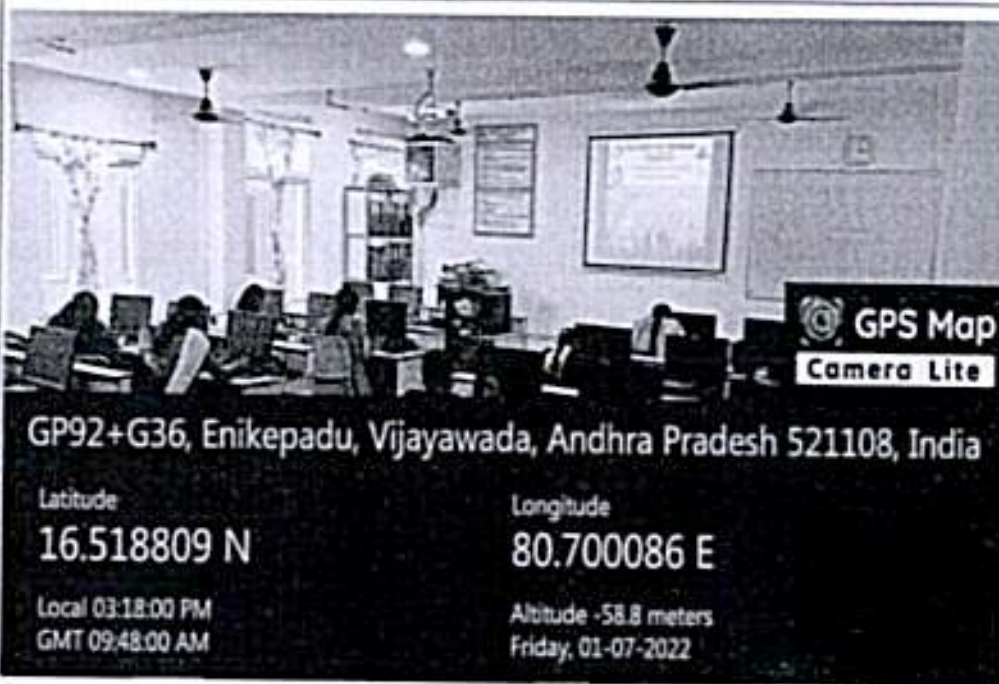 GPS Map
Camera Lite
GP92+G36, Enikepadu, Vijayawada, Andhra Pradesh 521108, India
Latitude
16.518809 N
Longitude
80.700086 E
Local 03:18:00 PM
GMT 09:48:00 AM
Altitude -58.8 meters
Friday, 01-07-2022